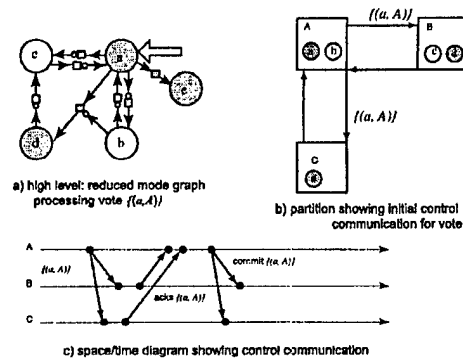 c
a
e
d
b
a) high level: reduced mode graph
processing vote {(a,A)}
A
a b
{(a, A)}
B
c d
{(a, A)}
C
b) partition showing initial control
communication for vote
A
{(a, A)}
commit {(a, A)}
B
acks {(a, A)}
C
c) space/time diagram showing control communication